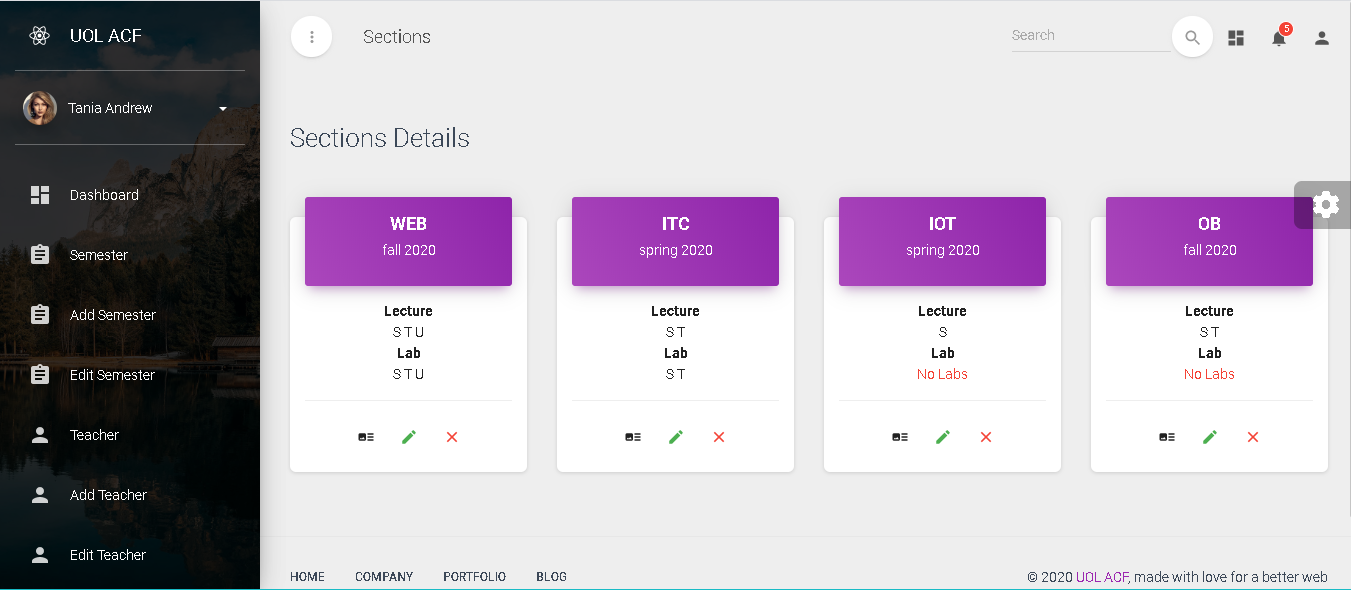 UOL ACF
Tania Andrew
Dashboard
Semester
Add Semester
Edit Semester
Teacher
Add Teacher
Edit Teacher
Sections
Search
5
Sections Details
WEB
fall 2020
Lecture
S T U
Lab
S T U
ITC
spring 2020
Lecture
S T
Lab
S T
IOT
spring 2020
Lecture
S
Lab
No Labs
OB
fall 2020
Lecture
S T
Lab
No Labs
HOME COMPANY PORTFOLIO BLOG
© 2020 UOL ACF, made with love for a better web